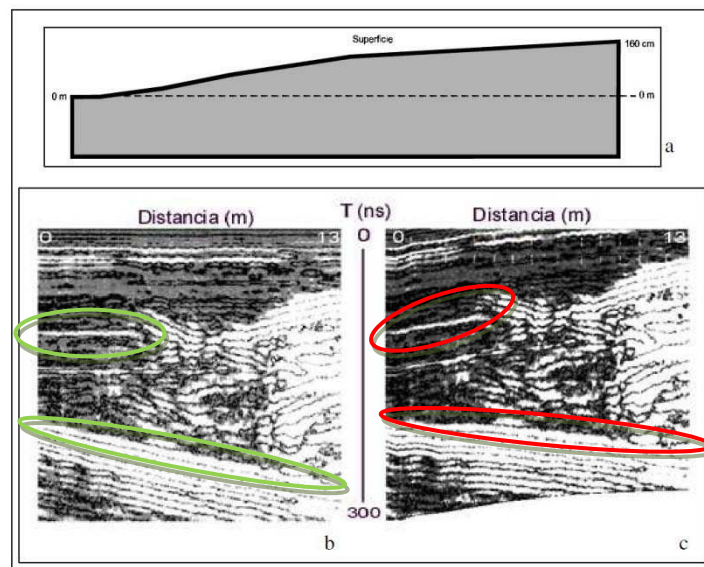 Superficie
160 cm
0 m
0 m
a
Distancia (m)
T (ns)
Distancia (m)
0
13
0
0
13
300
b
c